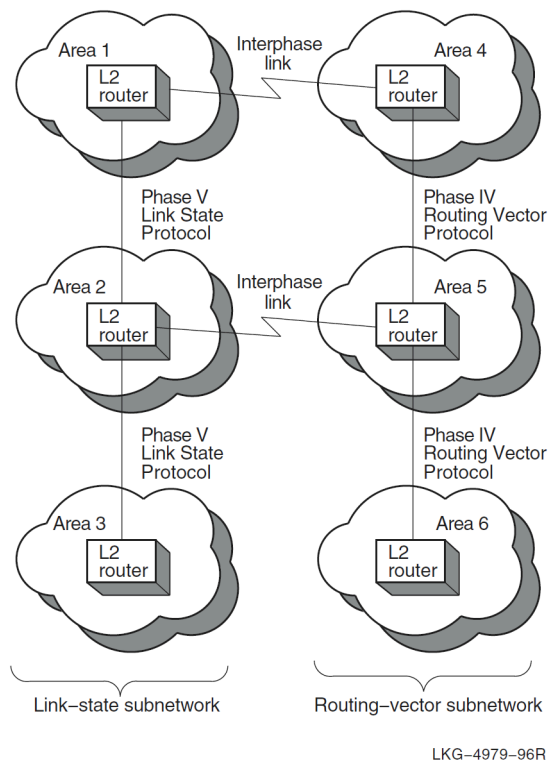 Area 1
Interphase
link
Area 4
L2
router
L2
router
Phase V
Link State
Protocol
Phase IV
Routing Vector
Protocol
Area 2
Interphase
link
Area 5
L2
router
L2
router
Phase V
Link State
Protocol
Phase IV
Routing Vector
Protocol
Area 3
Area 6
L2
router
L2
router
Link–state subnetwork
Routing–vector subnetwork
LKG–4979–96R